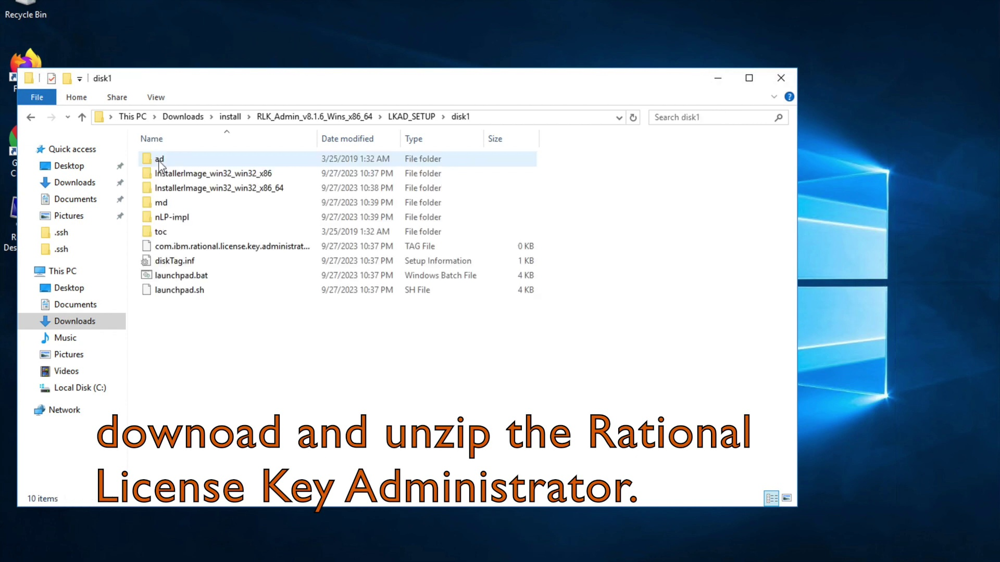 Recycle Bin
disk1
File Home Share View
This PC Downloads install RLK_Admin_v8.1.6_Wins_x86_64 LKAD_SETUP disk1
Search disk1
Name Date modified Type Size
ad 3/25/2019 1:32 AM File folder
InstallerImage_win32_win32_x86 9/27/2023 10:37 PM File folder
InstallerImage_win32_win32_x86_64 9/27/2023 10:38 PM File folder
md 9/27/2023 10:39 PM File folder
nLP-impl 9/27/2023 10:39 PM File folder
toc 3/25/2019 1:32 AM File folder
com.ibm.rational.license.key.administrat... 9/27/2023 10:37 PM TAG File 0 KB
diskTag.inf 9/27/2023 10:37 PM Setup Information 1 KB
launchpad.bat 9/27/2023 10:37 PM Windows Batch File 4 KB
launchpad.sh 9/27/2023 10:37 PM SH File 4 KB
Quick access
Desktop
Downloads
Documents
Pictures
.ssh
.ssh
This PC
Desktop
Documents
Downloads
Music
Pictures
Videos
Local Disk (C:)
Network
10 items
downoad and unzip the Rational
License Key Administrator.